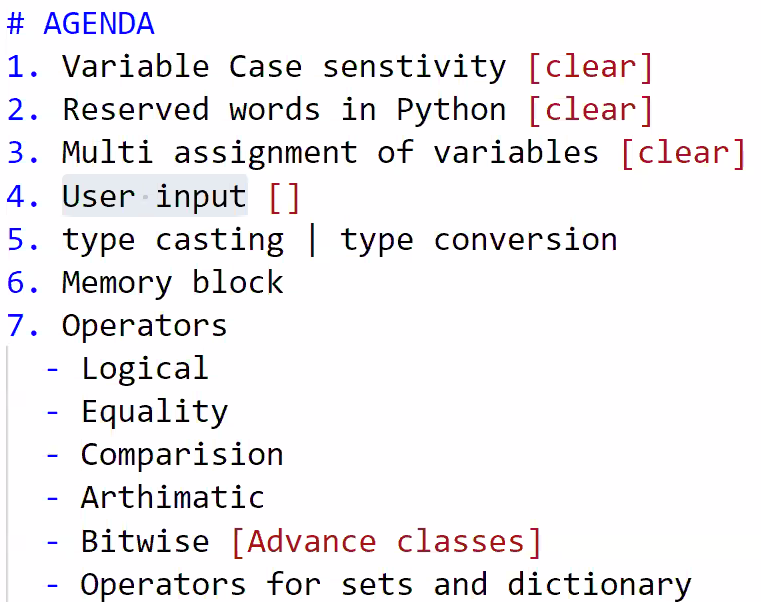 # AGENDA
1. Variable Case senstivity [clear]
2. Reserved words in Python [clear]
3. Multi assignment of variables [clear]
4. User input []
5. type casting | type conversion
6. Memory block
7. Operators
- Logical
- Equality
- Comparision
- Arthimatic
- Bitwise [Advance classes]
- Operators for sets and dictionary